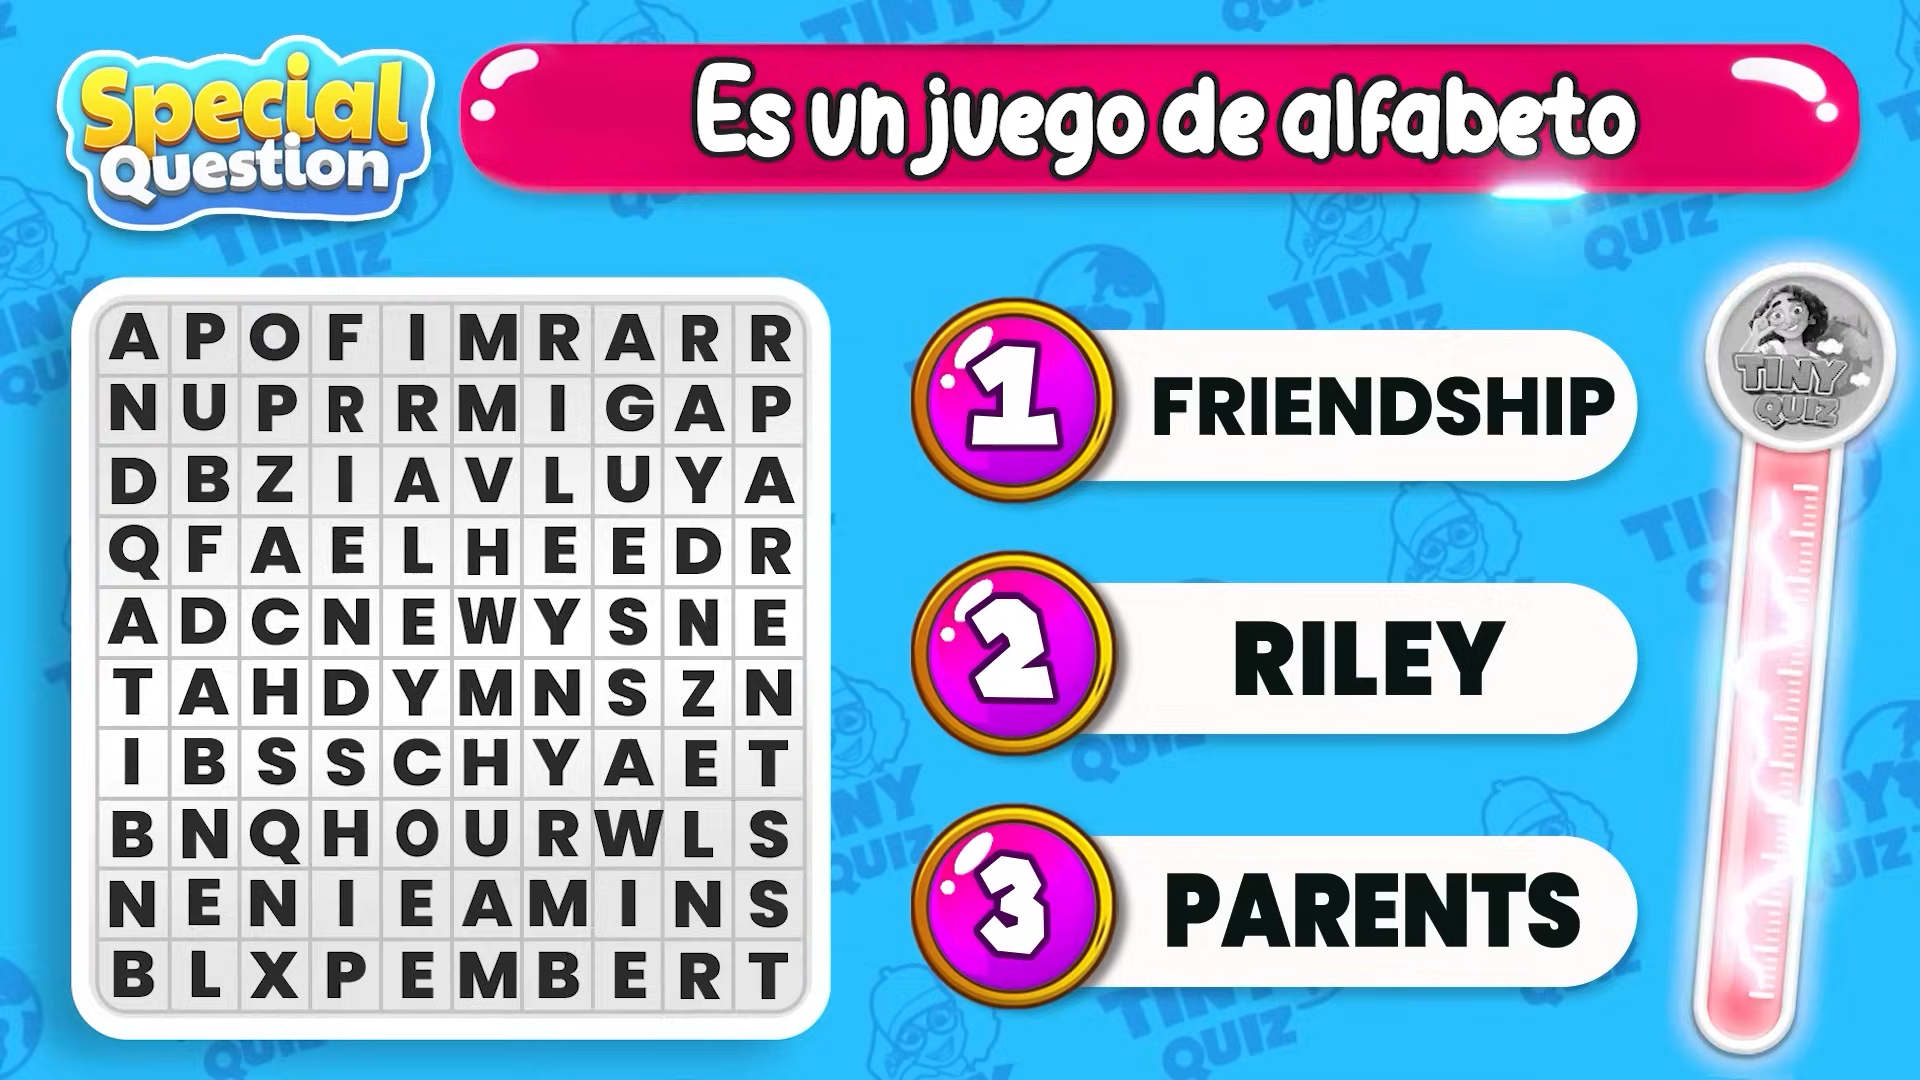 Special
Question
Es un juego de alfabeto
A P O F I M R A R R
N U P R R M I G A P
D B Z I A V L U Y A
Q F A E L H E E D R
A D C N E W Y S N E
T A H D Y M N S Z N
I B S S C H Y A E T
B N Q H O U R W L S
N E N I E A M I N S
B L X P E M B E R T
1 FRIENDSHIP
2 RILEY
3 PARENTS
TINY
QUIZ